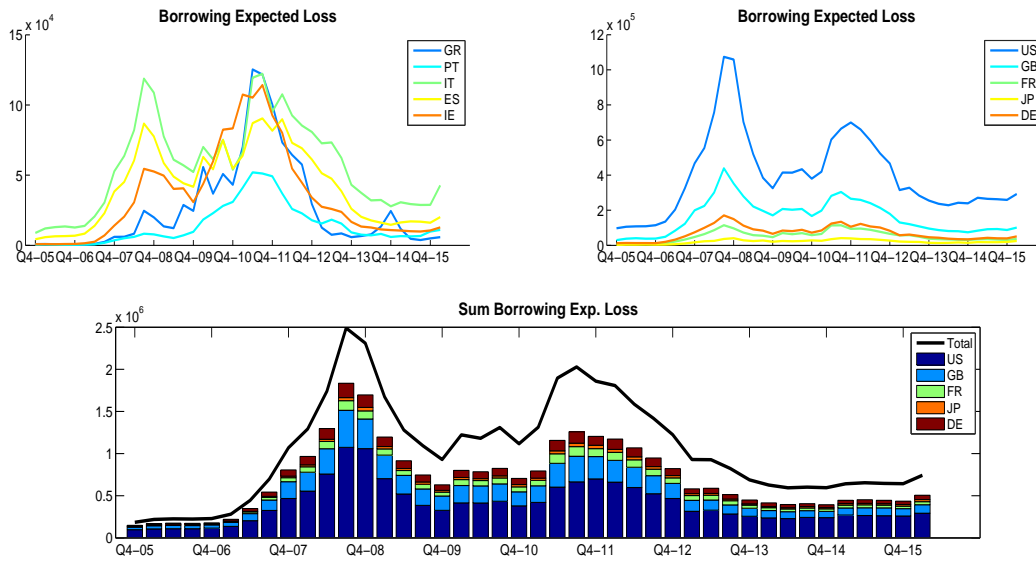 Borrowing Expected Loss
x 10^4
15
10
5
0
Q4–05 Q4–06 Q4–07 Q4–08 Q4–09 Q4–10 Q4–11 Q4–12 Q4–13 Q4–14 Q4–15
GR
PT
IT
ES
IE
Borrowing Expected Loss
x 10^5
12
10
8
6
4
2
0
Q4–05 Q4–06 Q4–07 Q4–08 Q4–09 Q4–10 Q4–11 Q4–12 Q4–13 Q4–14 Q4–15
US
GB
FR
JP
DE
Sum Borrowing Exp. Loss
x 10^6
2.5
2
1.5
1
0.5
0
Q4–05 Q4–06 Q4–07 Q4–08 Q4–09 Q4–10 Q4–11 Q4–12 Q4–13 Q4–14 Q4–15
Total
US
GB
FR
JP
DE